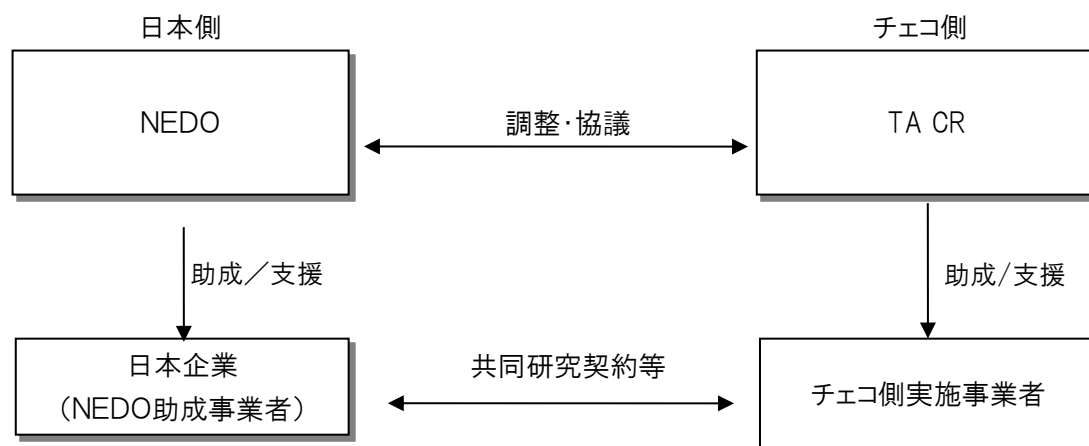 日本側
チェコ側
NEDO
調整・協議
TA CR
助成／支援
助成/支援
日本企業
（NEDO助成事業者）
共同研究契約等
チェコ側実施事業者